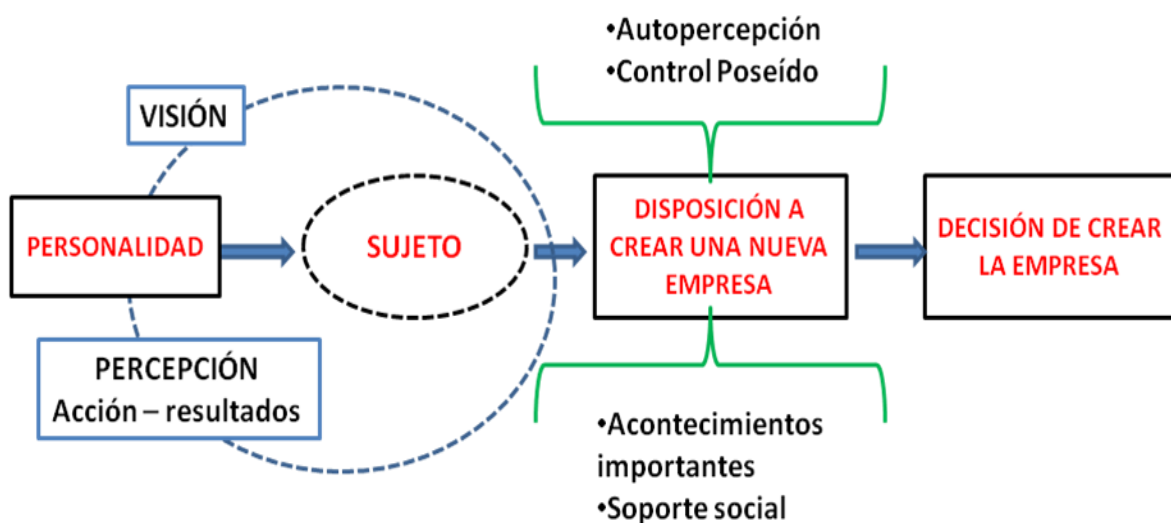 •Autopercepción
•Control Poseído
VISIÓN
PERSONALIDAD
SUJETO
DISPOSICIÓN A
CREAR UNA NUEVA
EMPRESA
DECISIÓN DE CREAR
LA EMPRESA
PERCEPCIÓN
Acción – resultados
•Acontecimientos
importantes
•Soporte social